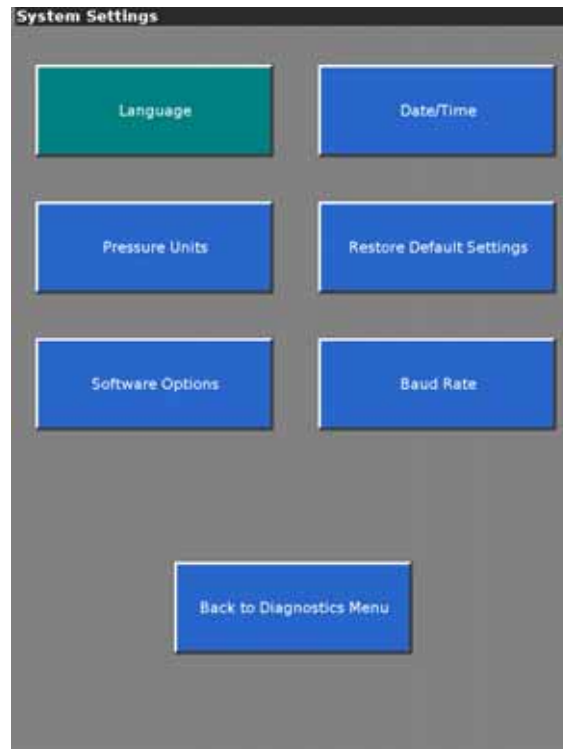 System Settings
Language
Date/Time
Pressure Units
Restore Default Settings
Software Options
Baud Rate
Back to Diagnostics Menu